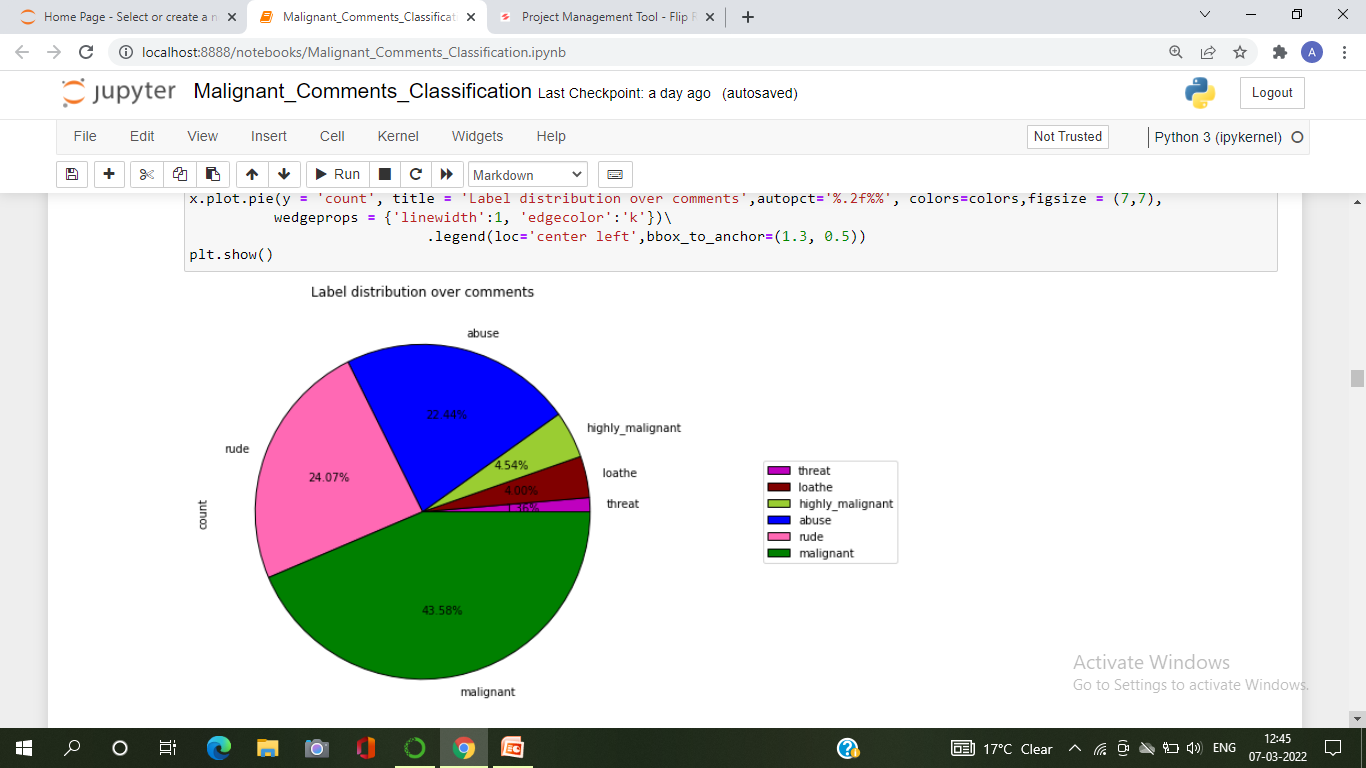 Home Page - Select or create a n
Malignant_Comments_Classificat
Project Management Tool - Flip R
localhost:8888/notebooks/Malignant_Comments_Classification.ipynb
A
jupyter Malignant_Comments_Classification Last Checkpoint: a day ago (autosaved)
Logout
File Edit View Insert Cell Kernel Widgets Help
Not Trusted
Python 3 (ipykernel)
Run
Markdown
x.plot.pie(y = 'count', title = 'Label distribution over comments',autopct='%.2f%%', colors=colors,figsize = (7,7),
wedgeprops = {'linewidth':1, 'edgecolor':'k'})\
.legend(loc='center left',bbox_to_anchor=(1.3, 0.5))
plt.show()
Label distribution over comments
abuse
22.44%
highly_malignant
4.54%
rude
24.07%
loathe
4.00%
threat
1.36%
count
43.58%
malignant
threat
loathe
highly_malignant
abuse
rude
malignant
Activate Windows
Go to Settings to activate Windows.
17°C Clear
ENG
12:45
07-03-2022